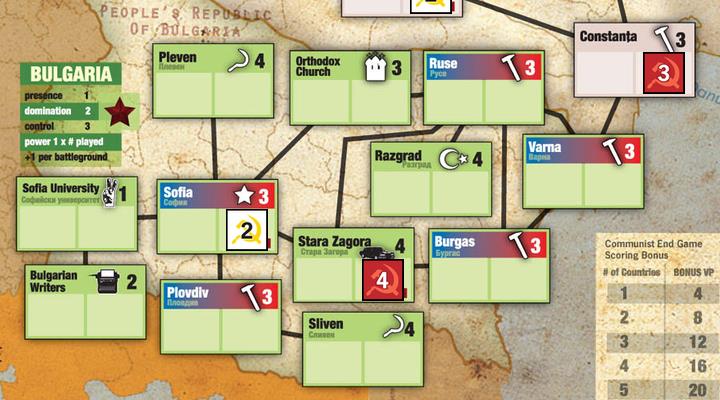 PEOPLE'S REPUBLIC
OF BULGARIA
Constanța
3
3
BULGARIA
presence 1
domination 2
control 3
power 1 x # played
+1 per battleground
Pleven
Плевен
4
Orthodox
Church
3
Ruse
Русе
3
Razgrad
Разград
4
Varna
Варна
3
Sofia University
Софийски университет
1
Sofia
София
3
2
Stara Zagora
Стара Загора
4
4
Burgas
Бургас
3
Bulgarian
Writers
2
Plovdiv
Пловдив
3
Sliven
Сливен
4
Communist End Game
Scoring Bonus
# of Countries BONUS VP
1 4
2 8
3 12
4 16
5 20